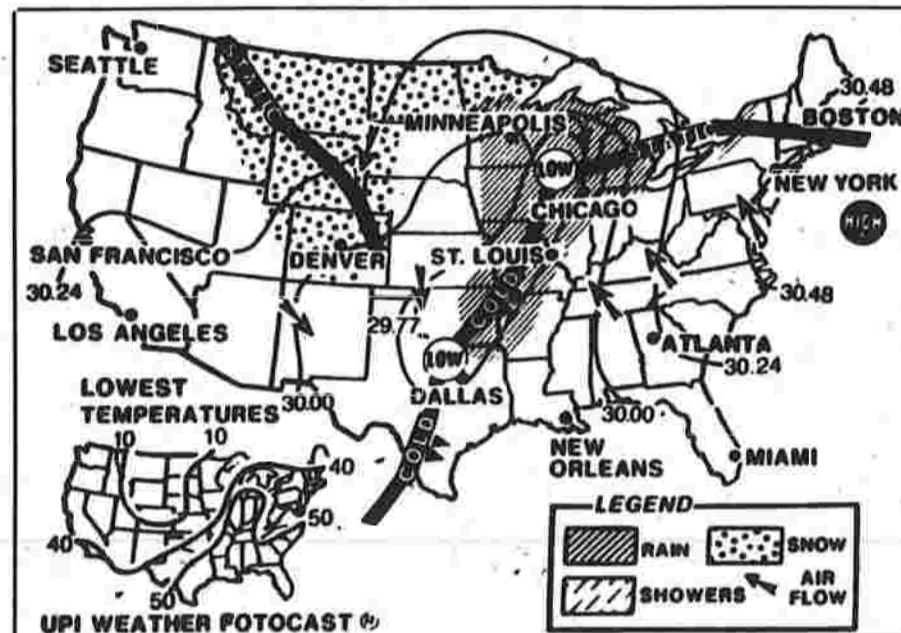 SEATTLE
30.48
BOSTON
MINNEAPOLIS
LOW
NEW YORK
CHICAGO
HIGH
SAN FRANCISCO
DENVER
ST. LOUIS
30.24
30.48
29.77
LOS ANGELES
ATLANTA
LOW
30.24
LOWEST
TEMPERATURES
30.00
DALLAS
30.00
10
10
NEW
ORLEANS
MIAMI
40
50
LEGEND
RAIN
SNOW
40
SHOWERS
AIR
FLOW
50
UPI WEATHER FOTOCAST ®